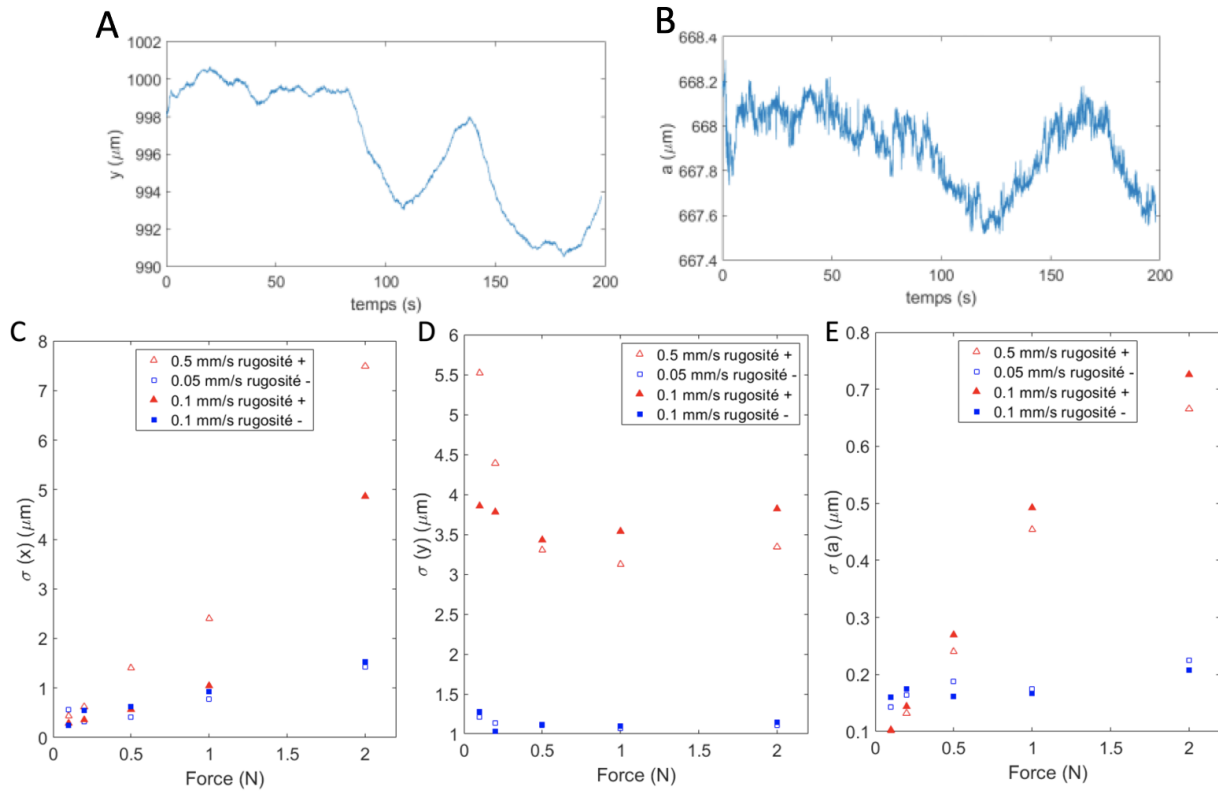 A
1002
1000
998
996
994
992
990
y (μm)
0
50
100
150
200
temps (s)
B
668.4
668.2
668
667.8
667.6
667.4
a (μm)
0
50
100
150
200
temps (s)
C
8
7
6
5
4
3
2
1
0
σ (x) (μm)
0.5 mm/s rugosité +
0.05 mm/s rugosité -
0.1 mm/s rugosité +
0.1 mm/s rugosité -
0
0.5
1
1.5
2
Force (N)
D
6
5.5
5
4.5
4
3.5
3
2.5
2
1.5
1
σ (y) (μm)
0.5 mm/s rugosité +
0.05 mm/s rugosité -
0.1 mm/s rugosité +
0.1 mm/s rugosité -
0
0.5
1
1.5
2
Force (N)
E
0.8
0.7
0.6
0.5
0.4
0.3
0.2
0.1
σ (a) (μm)
0.5 mm/s rugosité +
0.05 mm/s rugosité -
0.1 mm/s rugosité +
0.1 mm/s rugosité -
0
0.5
1
1.5
2
Force (N)